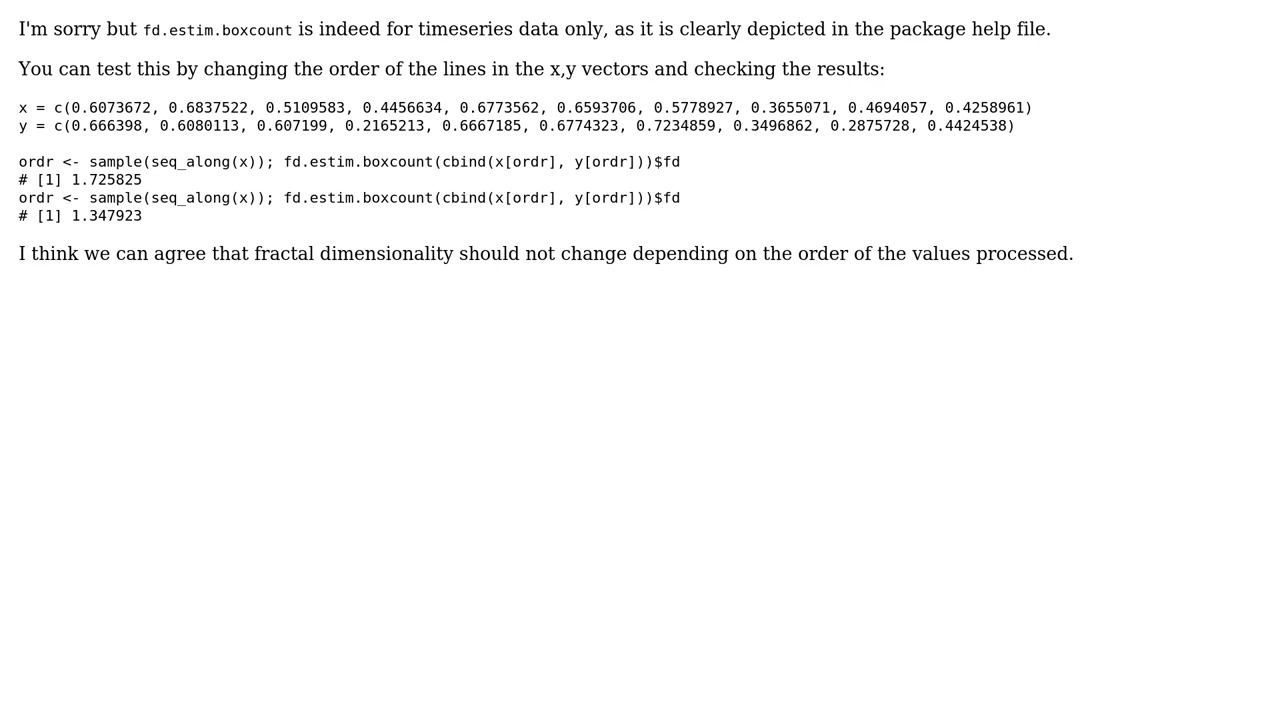 I'm sorry but fd.estim.boxcount is indeed for timeseries data only, as it is clearly depicted in the package help file.
You can test this by changing the order of the lines in the x,y vectors and checking the results:
x = c(0.6073672, 0.6837522, 0.5109583, 0.4456634, 0.6773562, 0.6593706, 0.5778927, 0.3655071, 0.4694057, 0.4258961)
y = c(0.666398, 0.6080113, 0.607199, 0.2165213, 0.6667185, 0.6774323, 0.7234859, 0.3496862, 0.2875728, 0.4424538)
ordr <- sample(seq_along(x)); fd.estim.boxcount(cbind(x[ordr], y[ordr]))$fd
# [1] 1.725825
ordr <- sample(seq_along(x)); fd.estim.boxcount(cbind(x[ordr], y[ordr]))$fd
# [1] 1.347923
I think we can agree that fractal dimensionality should not change depending on the order of the values processed.